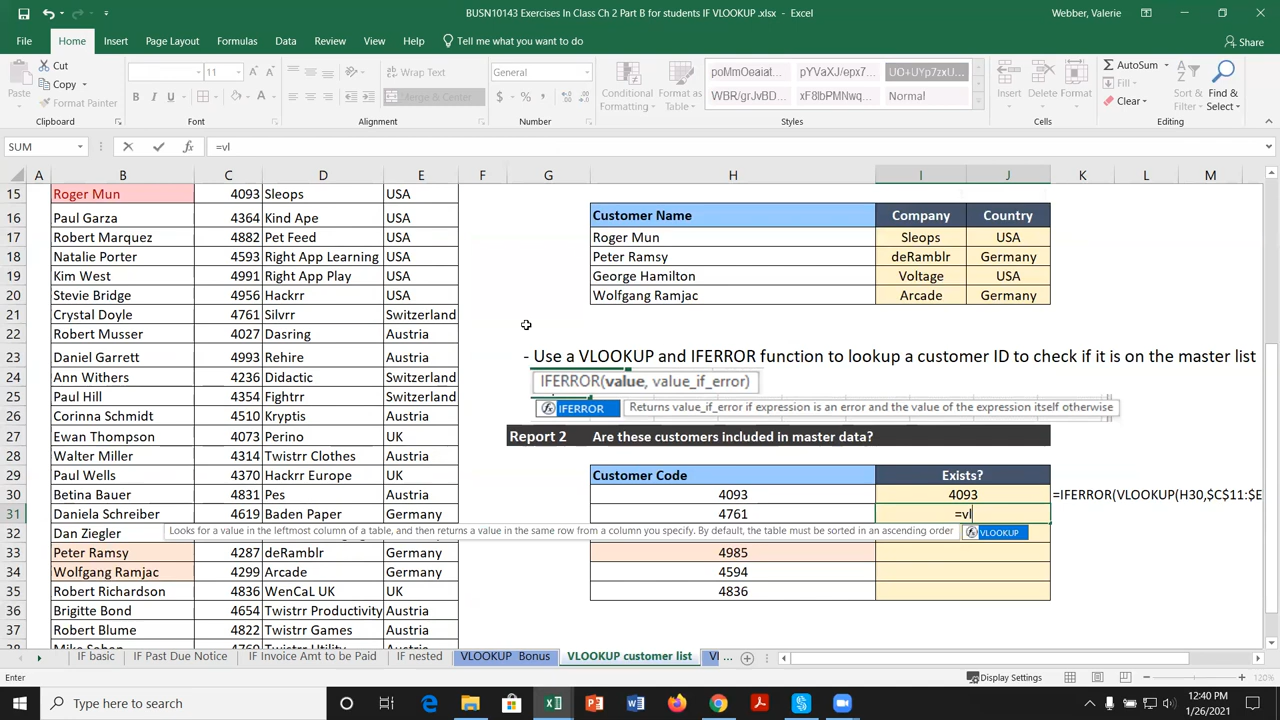 BUSN10143 Exercises In Class Ch 2 Part B for students IF VLOOKUP .xlsx - Excel
Webber, Valerie
File Home Insert Page Layout Formulas Data Review View Help Tell me what you want to do Share
Paste Cut Copy Format Painter
11
Wrap Text
Merge & Center
General
$ % ,
Conditional Formatting Format as Table
poMmOeaiat... pYVaXJ/epx7... UO+UYp7zxU...
WBR/grJvBD... xF8lbPMNwq... Normal
Insert Delete Format
AutoSum
Fill
Clear
Sort & Filter Find & Select
Clipboard Font Alignment Number Styles Cells Editing
SUM =vl
A B C D E F G H I J K L M
15 Roger Mun 4093 Sleops USA
16 Paul Garza 4364 Kind Ape USA Customer Name Company Country
17 Robert Marquez 4882 Pet Feed USA Roger Mun Sleops USA
18 Natalie Porter 4593 Right App Learning USA Peter Ramsy deRamblr Germany
19 Kim West 4991 Right App Play USA George Hamilton Voltage USA
20 Stevie Bridge 4956 Hackrr USA Wolfgang Ramjac Arcade Germany
21 Crystal Doyle 4761 Silvrr Switzerland
22 Robert Musser 4027 Dasring Austria
23 Daniel Garrett 4993 Rehire Austria - Use a VLOOKUP and IFERROR function to lookup a customer ID to check if it is on the master list
24 Ann Withers 4236 Didactic Switzerland IFERROR(value, value_if_error)
25 Paul Hill 4354 Fightrr Switzerland
26 Corinna Schmidt 4510 Kryptis Austria IFERROR Returns value_if_error if expression is an error and the value of the expression itself otherwise
27 Ewan Thompson 4073 Perino UK Report 2 Are these customers included in master data?
28 Walter Miller 4314 Twistrr Clothes Austria
29 Paul Wells 4370 Hackrr Europe UK Customer Code Exists?
30 Betina Bauer 4831 Pes Austria 4093 4093 =IFERROR(VLOOKUP(H30,$C$11:$E
31 Daniela Schreiber 4619 Baden Paper Germany 4761 =vl
32 Dan Ziegler Looks for a value in the leftmost column of a table, and then returns a value in the same row from a column you specify. By default, the table must be sorted in an ascending order VLOOKUP
33 Peter Ramsy 4287 deRamblr Germany 4985
34 Wolfgang Ramjac 4299 Arcade Germany 4594
35 Robert Richardson 4836 WenCaL UK UK 4836
36 Brigitte Bond 4654 Twistrr Productivity Austria
37 Robert Blume 4822 Twistrr Games Austria
IF basic IF Past Due Notice IF Invoice Amt to be Paid IF nested VLOOKUP Bonus VLOOKUP customer list ...
Enter Display Settings 120%
Type here to search
12:40 PM
1/26/2021